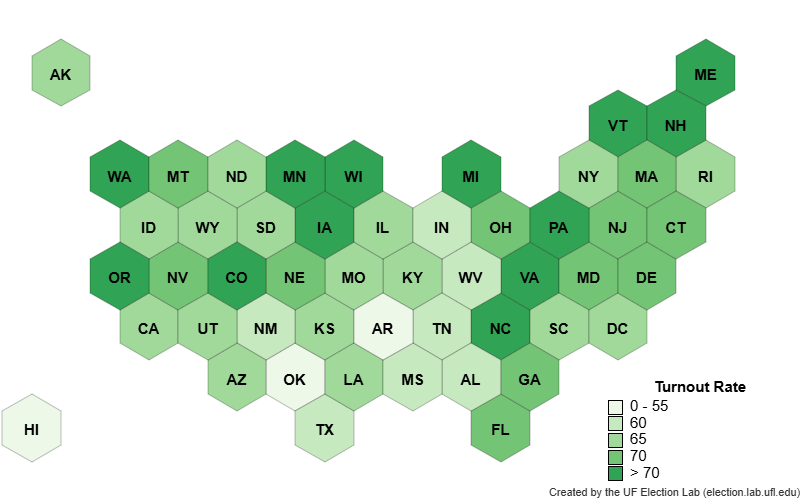 AK
ME
VT NH
WA MT ND MN WI MI NY MA RI
ID WY SD IA IL IN OH PA NJ CT
OR NV CO NE MO KY WV VA MD DE
CA UT NM KS AR TN NC SC DC
AZ OK LA MS AL GA
HI TX FL
Turnout Rate
0 - 55
60
65
70
> 70
Created by the UF Election Lab (election.lab.ufl.edu)